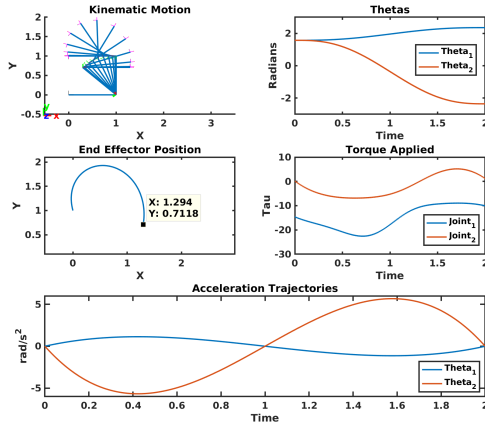 Kinematic Motion
2
1.5
1
0.5
0
-0.5
Y
0
1
2
3
X
Thetas
2
0
-2
Radians
Theta1
Theta2
0
0.5
1
1.5
2
Time
End Effector Position
2
1.5
1
0.5
Y
X: 1.294
Y: 0.7118
0
1
2
X
Torque Applied
10
0
-10
-20
-30
Tau
Joint1
Joint2
0
0.5
1
1.5
2
Time
Acceleration Trajectories
5
0
-5
rad/s2
Theta1
Theta2
0
0.2
0.4
0.6
0.8
1
1.2
1.4
1.6
1.8
2
Time